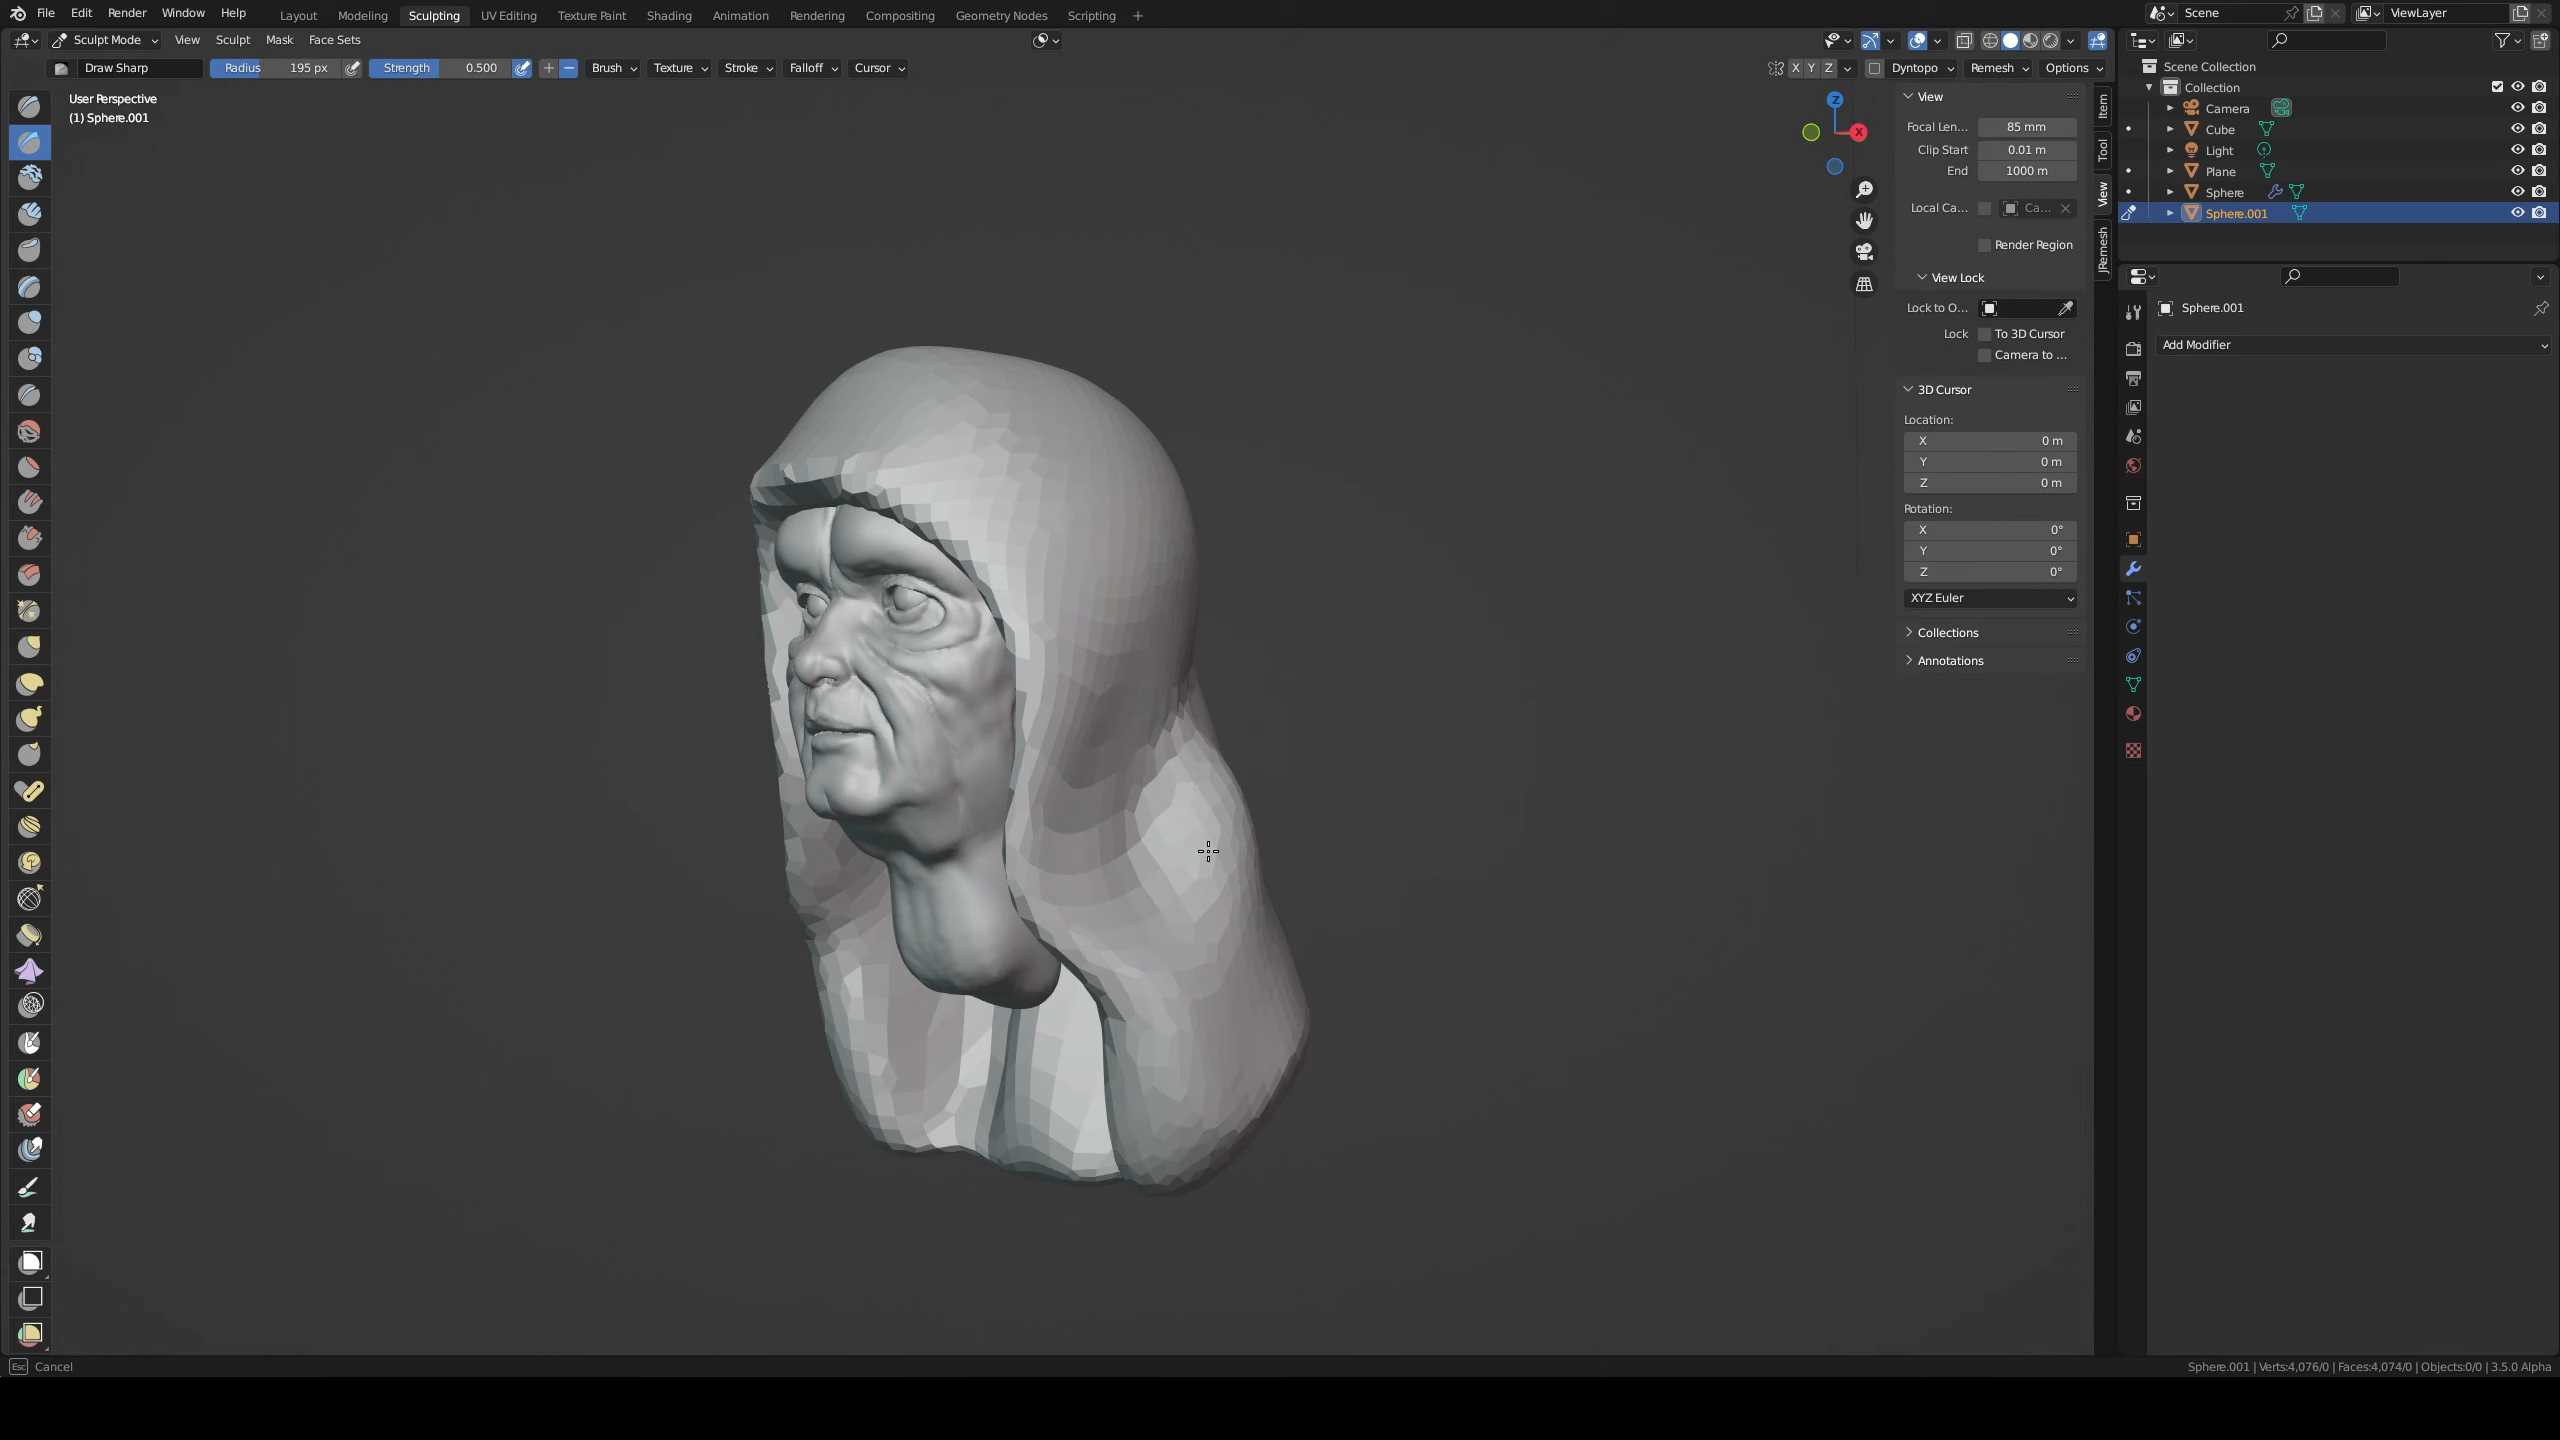 File Edit Render Window Help Layout Modeling Sculpting UV Editing Texture Paint Shading Animation Rendering Compositing Geometry Nodes Scripting + Scene ViewLayer
Sculpt Mode View Sculpt Mask Face Sets
Draw Sharp Radius 195 px Strength 0.500 Brush Texture Stroke Falloff Cursor X Y Z Dyntopo Remesh Options
User Perspective
(1) Sphere.001
Z
X
View
Focal Len... 85 mm
Clip Start 0.01 m
End 1000 m
Local Ca... Ca...
Render Region
View Lock
Lock to O...
Lock To 3D Cursor
Camera to ...
3D Cursor
Location:
X 0 m
Y 0 m
Z 0 m
Rotation:
X 0°
Y 0°
Z 0°
XYZ Euler
Collections
Annotations
Item
Tool
View
JRemesh
Scene Collection
Collection
Camera
Cube
Light
Plane
Sphere
Sphere.001
Sphere.001
Add Modifier
Esc Cancel
Sphere.001 | Verts:4,076/0 | Faces:4,074/0 | Objects:0/0 | 3.5.0 Alpha